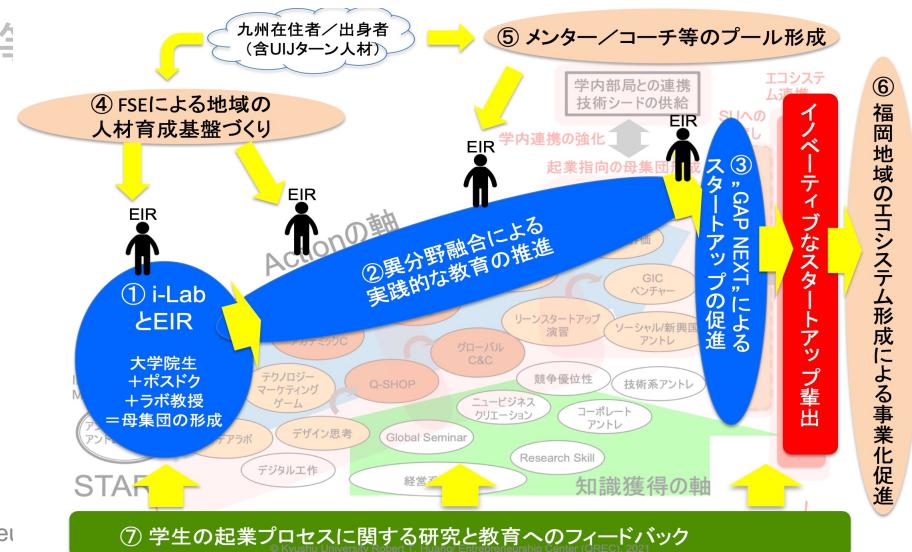 九州在住者／出身者
（含UIJターン人材）
⑤ メンター／コーチ等のプール形成
④ FSEによる地域の
人材育成基盤づくり
学内部局との連携
技術シードの供給
エコシステ
ム連携
学内連携の強化
起業指向の母集団形成
EIR
EIR
EIR
EIR
Actionの軸
① i-Lab
とEIR
大学院生
＋ポスドク
＋ラボ教授
＝母集団の形成
②異分野融合による
実践的な教育の推進
③”GAP NEXT”による
スタートアップの促進
イノベーティブなスタートアップ輩出
⑥福岡地域のエコシステム形成による事業化促進
GIC
ベンチャー
リーンスタートアップ
演習
ソーシャル/新興国
アントレ
グローバル
C&C
テクノロジー
マーケティング
ゲーム
Q-SHOP
競争優位性
技術系アントレ
ニュービジネス
クリエーション
コーポレート
アントレ
デザイン思考
Global Seminar
Research Skill
デジタル工作
知識獲得の軸
⑦ 学生の起業プロセスに関する研究と教育へのフィードバック
© Kyushu University Robert T. Huang Entrepreneurship Center (QREC), 2021